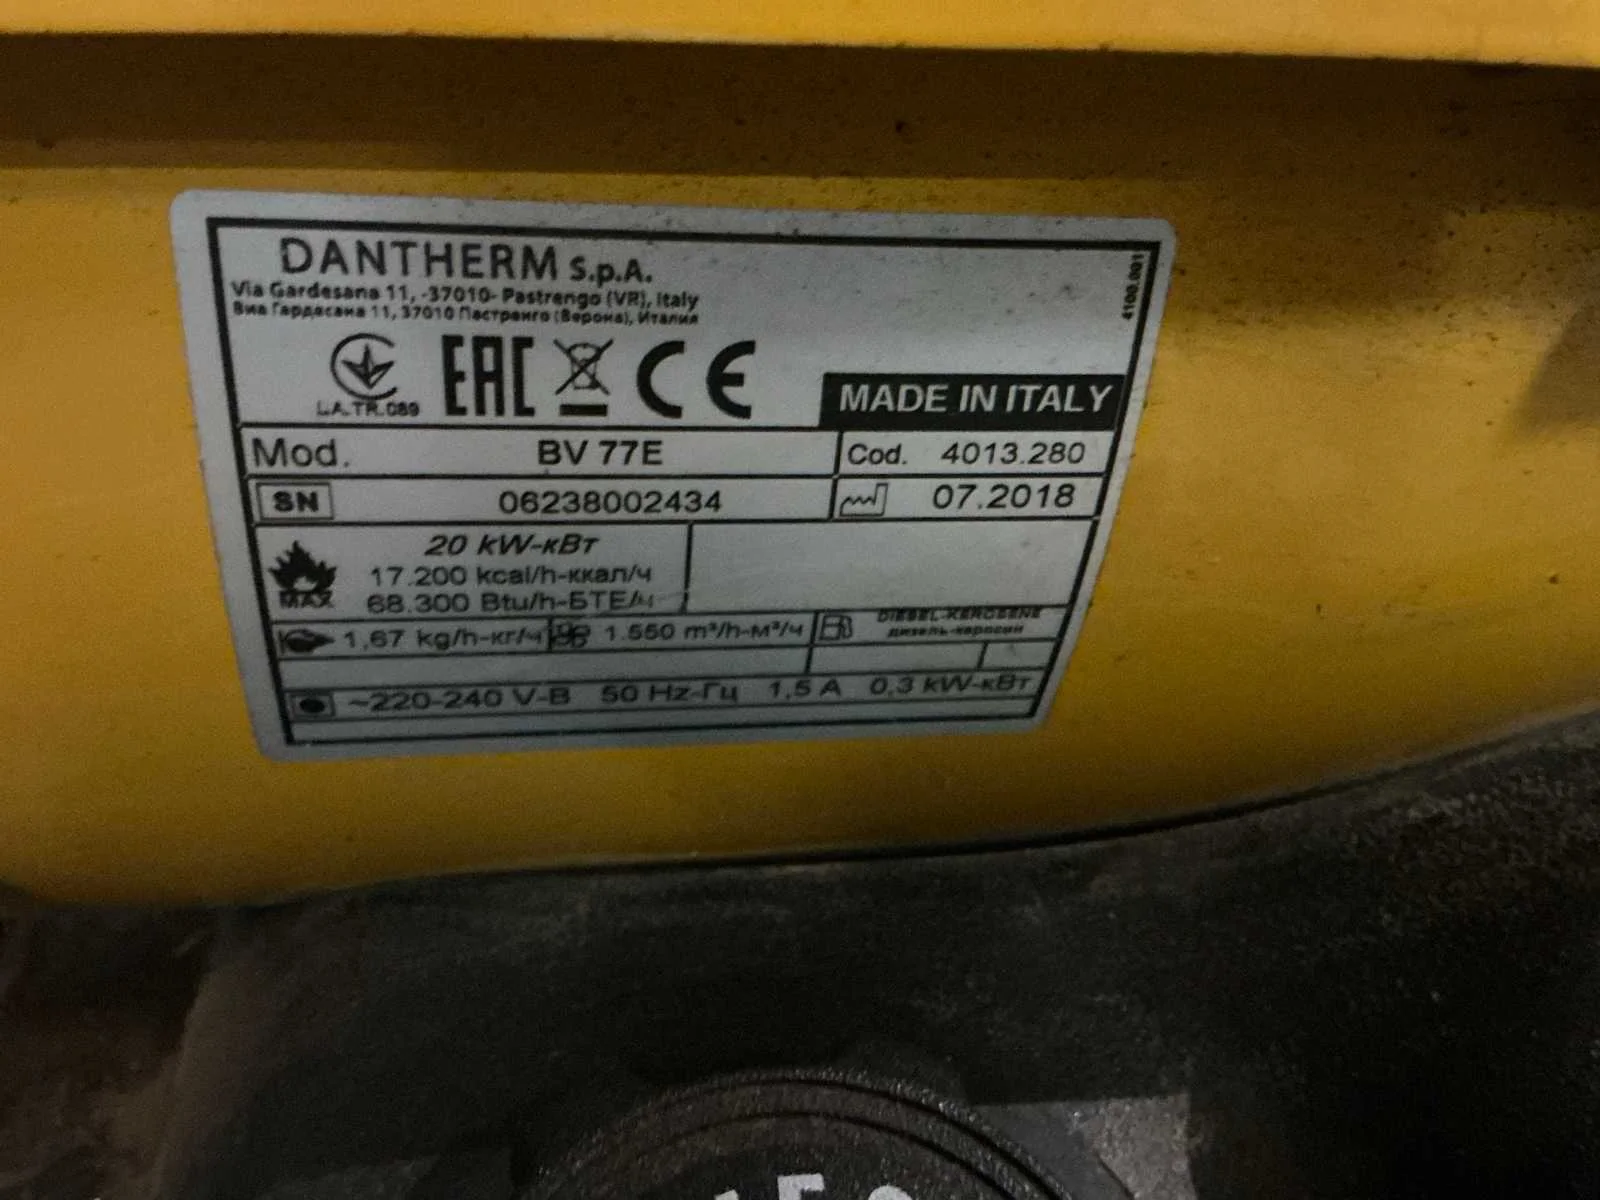 DANTHERM S.p.A.
Via Gardesana 11, -37010- Pastrengo (VR), Italy
Виа Гардесана 11, 37010 Пастренго (Верона), Италия
4100.001
LA.TR.089
EAC
CE
MADE IN ITALY
Mod. BV 77E Cod. 4013.280
SN 06238002434 07.2018
20 kW-кВт
17.200 kcal/h-ккал/ч
68.300 Btu/h-БТЕ/ч
MAX
1,67 kg/h-кг/ч 1.550 m³/h-м³/ч DIESEL-KEROSENE
дизель-керосин
~220-240 V-В 50 Hz-Гц 1,5 A 0,3 kW-кВт